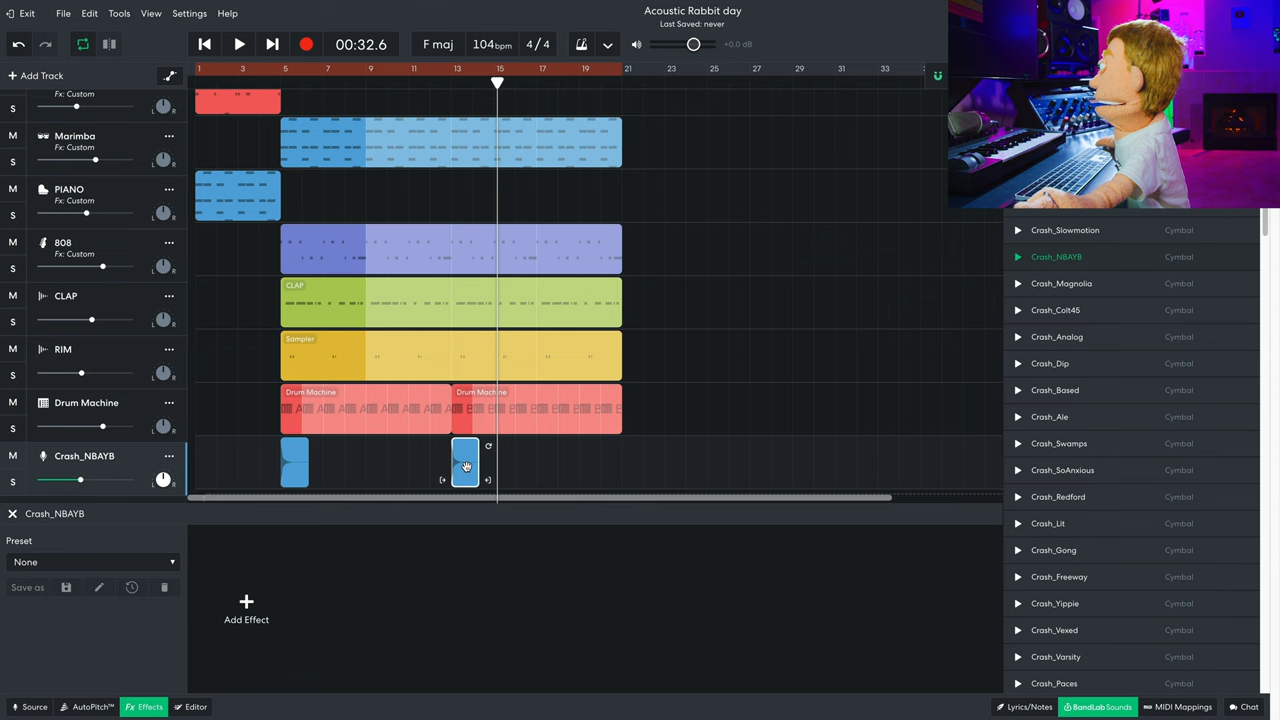 Exit File Edit Tools View Settings Help
Acoustic Rabbit day
Last Saved: never
00:32.6 F maj 104bpm 4/4 +0.0 dB
Add Track
1 3 5 7 9 11 13 15 17 19 21 23 25 27 29 31 33
Fx: Custom
S L R
M Marimba
Fx: Custom
S L R
M PIANO
Fx: Custom
S L R
M 808
Fx: Custom
S L R
M CLAP
CLAP
S L R
M RIM
Sampler
S L R
M Drum Machine
Drum Machine Drum Machine
S L R
M Crash_NBAYB
S L R
Crash_Slowmotion Cymbal
Crash_NBAYB Cymbal
Crash_Magnolia Cymbal
Crash_Colt45 Cymbal
Crash_Analog Cymbal
Crash_Dip Cymbal
Crash_Based Cymbal
Crash_Ale Cymbal
Crash_Swamps Cymbal
Crash_SoAnxious Cymbal
Crash_Redford Cymbal
Crash_Lit Cymbal
Crash_Gong Cymbal
Crash_Freeway Cymbal
Crash_Yippie Cymbal
Crash_Vexed Cymbal
Crash_Varsity Cymbal
Crash_Paces Cymbal
Crash_NBAYB
Preset
None
Save as
Add Effect
Source AutoPitch™ Fx Effects Editor
Lyrics/Notes BandLab Sounds MIDI Mappings Chat